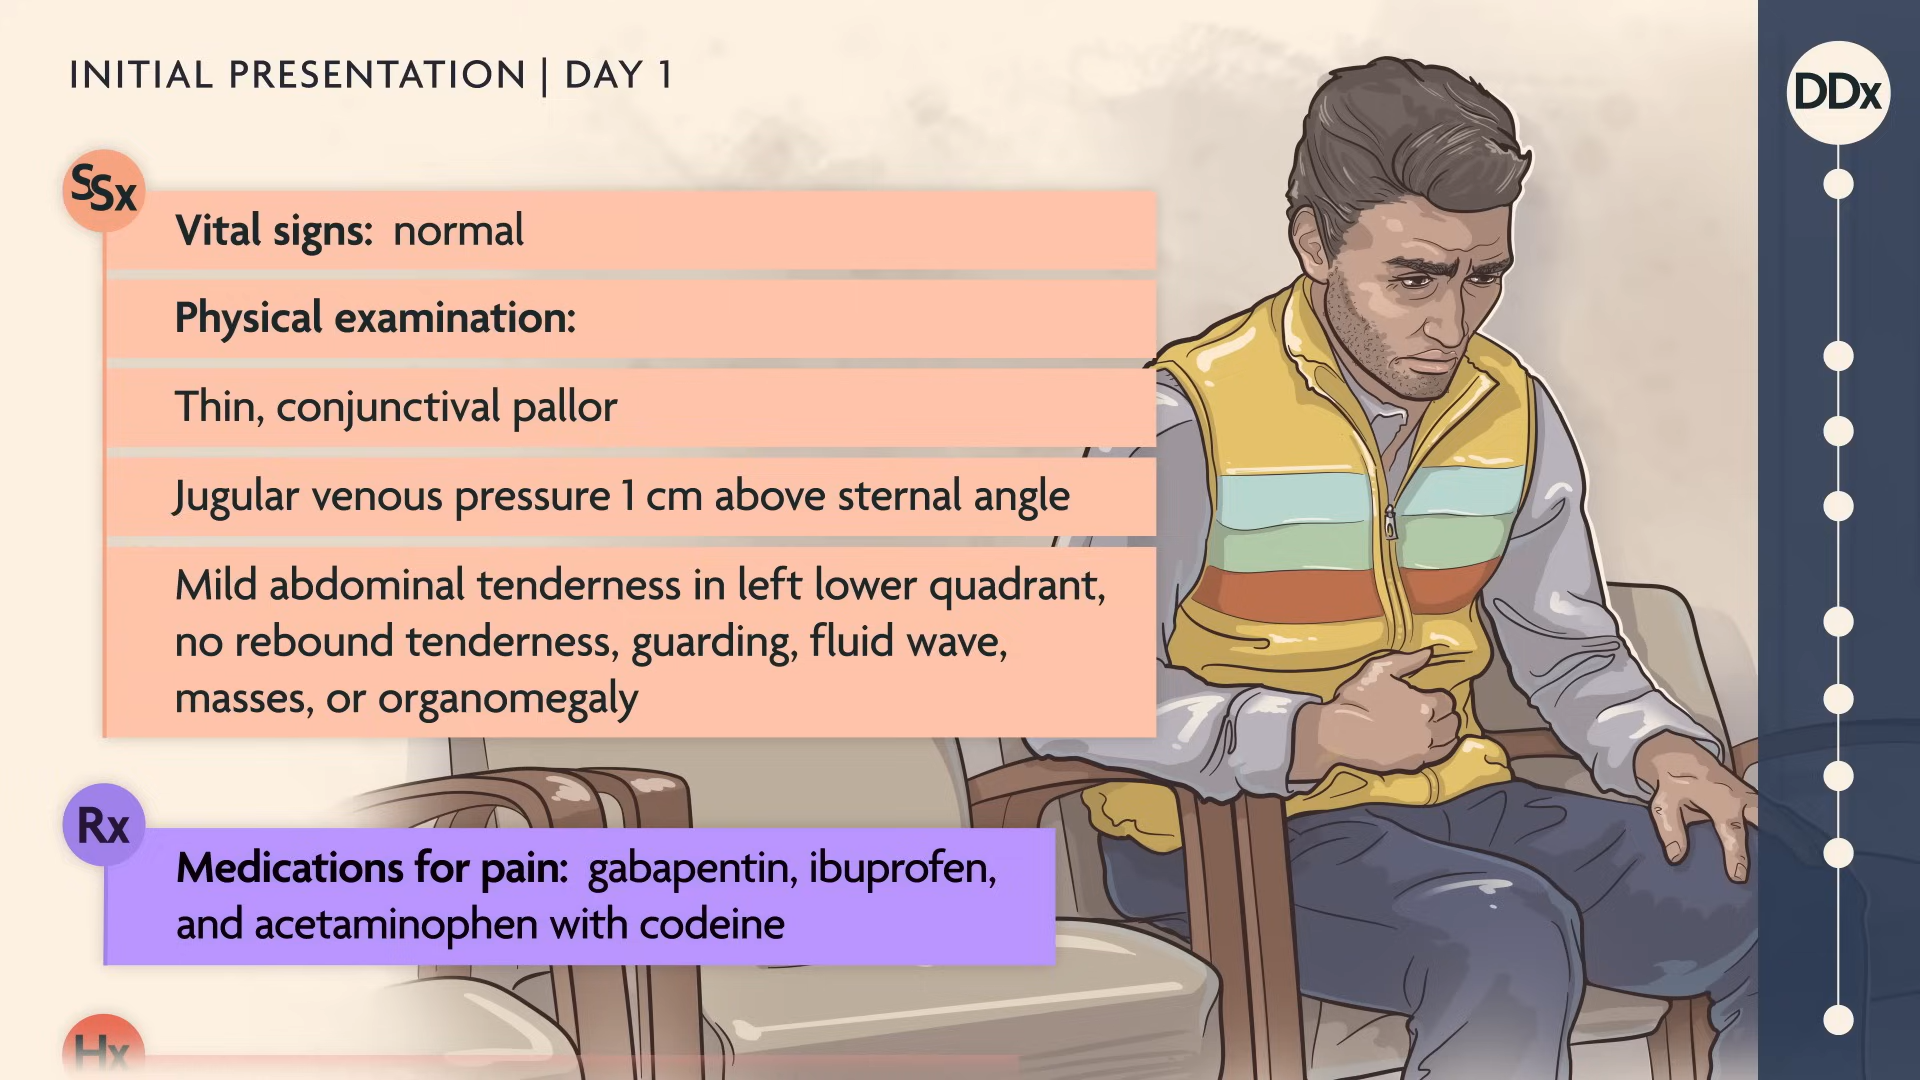 INITIAL PRESENTATION | DAY 1
DDx
SSx
Vital signs: normal
Physical examination:
Thin, conjunctival pallor
Jugular venous pressure 1 cm above sternal angle
Mild abdominal tenderness in left lower quadrant,
no rebound tenderness, guarding, fluid wave,
masses, or organomegaly
Rx
Medications for pain: gabapentin, ibuprofen,
and acetaminophen with codeine
Hx